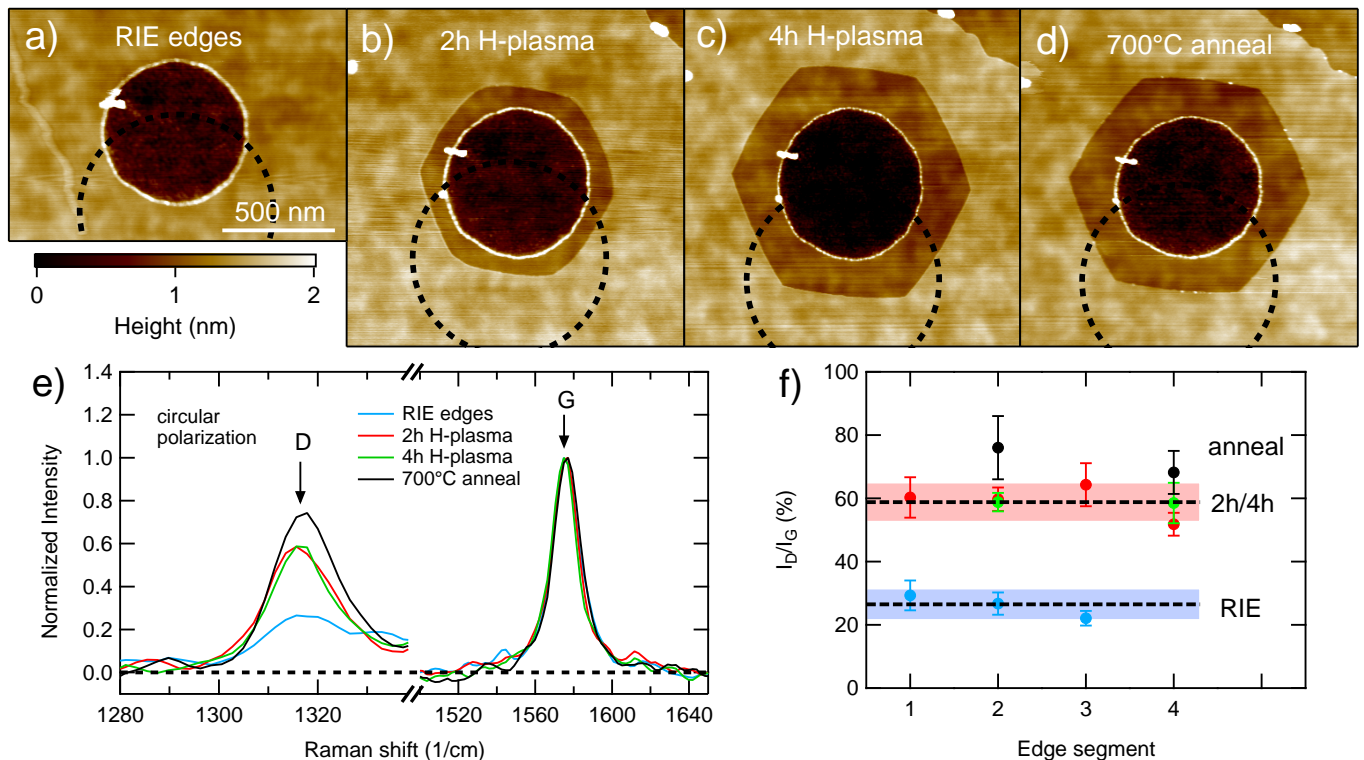 a)
RIE edges
500 nm
b)
2h H-plasma
c)
4h H-plasma
d)
700°C anneal
0
1
2
Height (nm)
e)
1.4
1.2
1.0
0.8
0.6
0.4
0.2
0.0
Normalized Intensity
circular
polarization
D
RIE edges
2h H-plasma
4h H-plasma
700°C anneal
G
1280
1300
1320
1520
1560
1600
1640
Raman shift (1/cm)
f)
100
80
60
40
20
0
I_D/I_G (%)
anneal
2h/4h
RIE
1
2
3
4
Edge segment